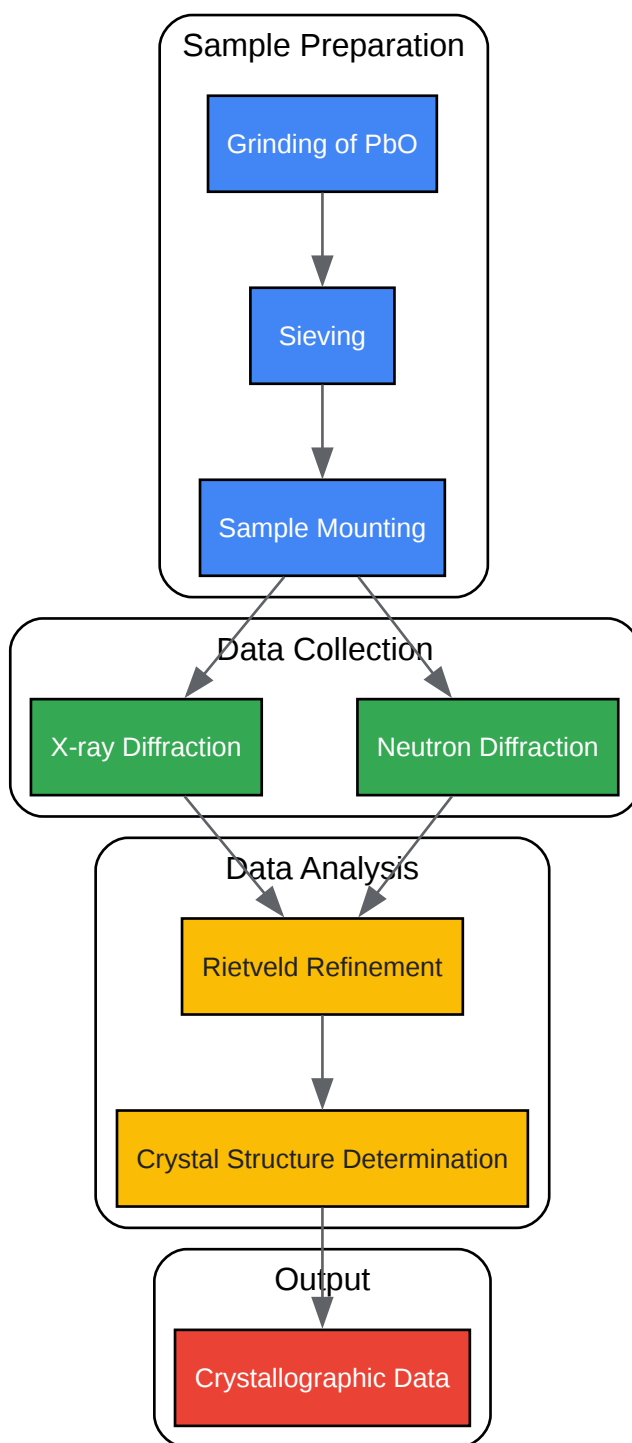 Sample Preparation
Grinding of PbO
Sieving
Sample Mounting
Data Collection
X-ray Diffraction
Neutron Diffraction
Data Analysis
Rietveld Refinement
Crystal Structure Determination
Output
Crystallographic Data